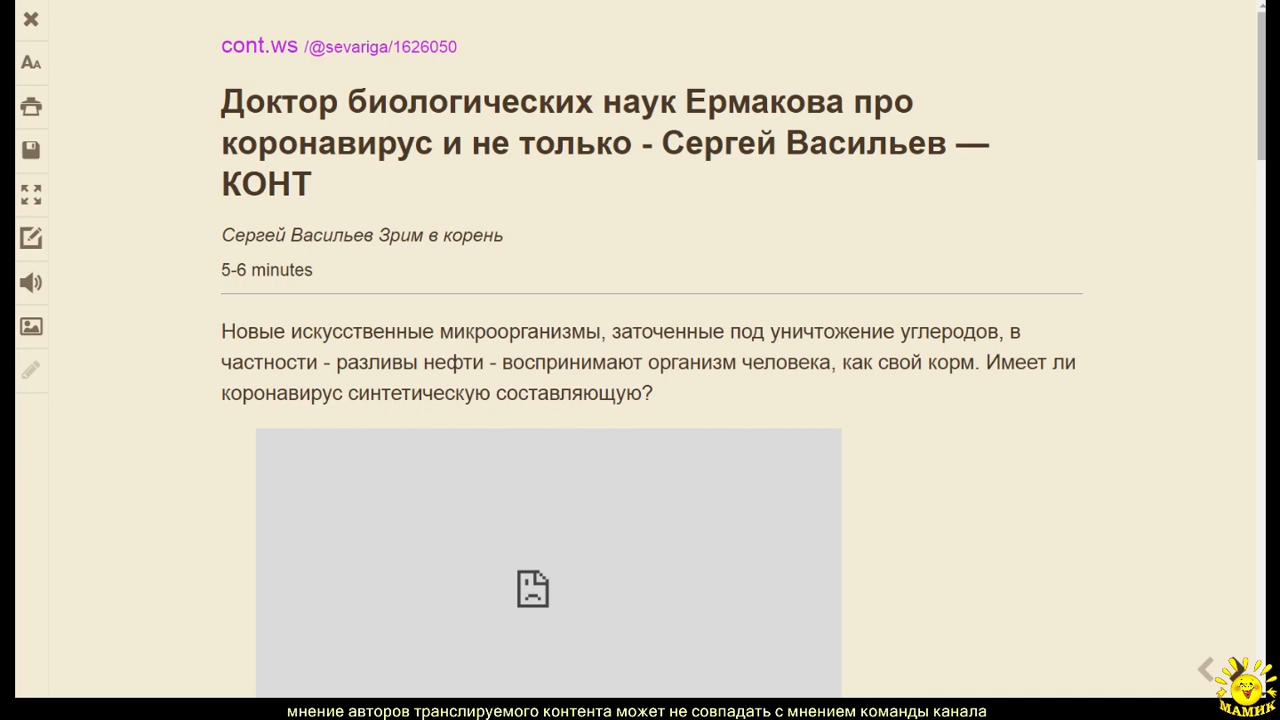 cont.ws /@sevariga/1626050
Доктор биологических наук Ермакова про
коронавирус и не только - Сергей Васильев —
КОНТ
Сергей Васильев Зрим в корень
5-6 minutes
Новые искусственные микроорганизмы, заточенные под уничтожение углеродов, в
частности - разливы нефти - воспринимают организм человека, как свой корм. Имеет ли
коронавирус синтетическую составляющую?
МАМИК
мнение авторов транслируемого контента может не совпадать с мнением команды канала